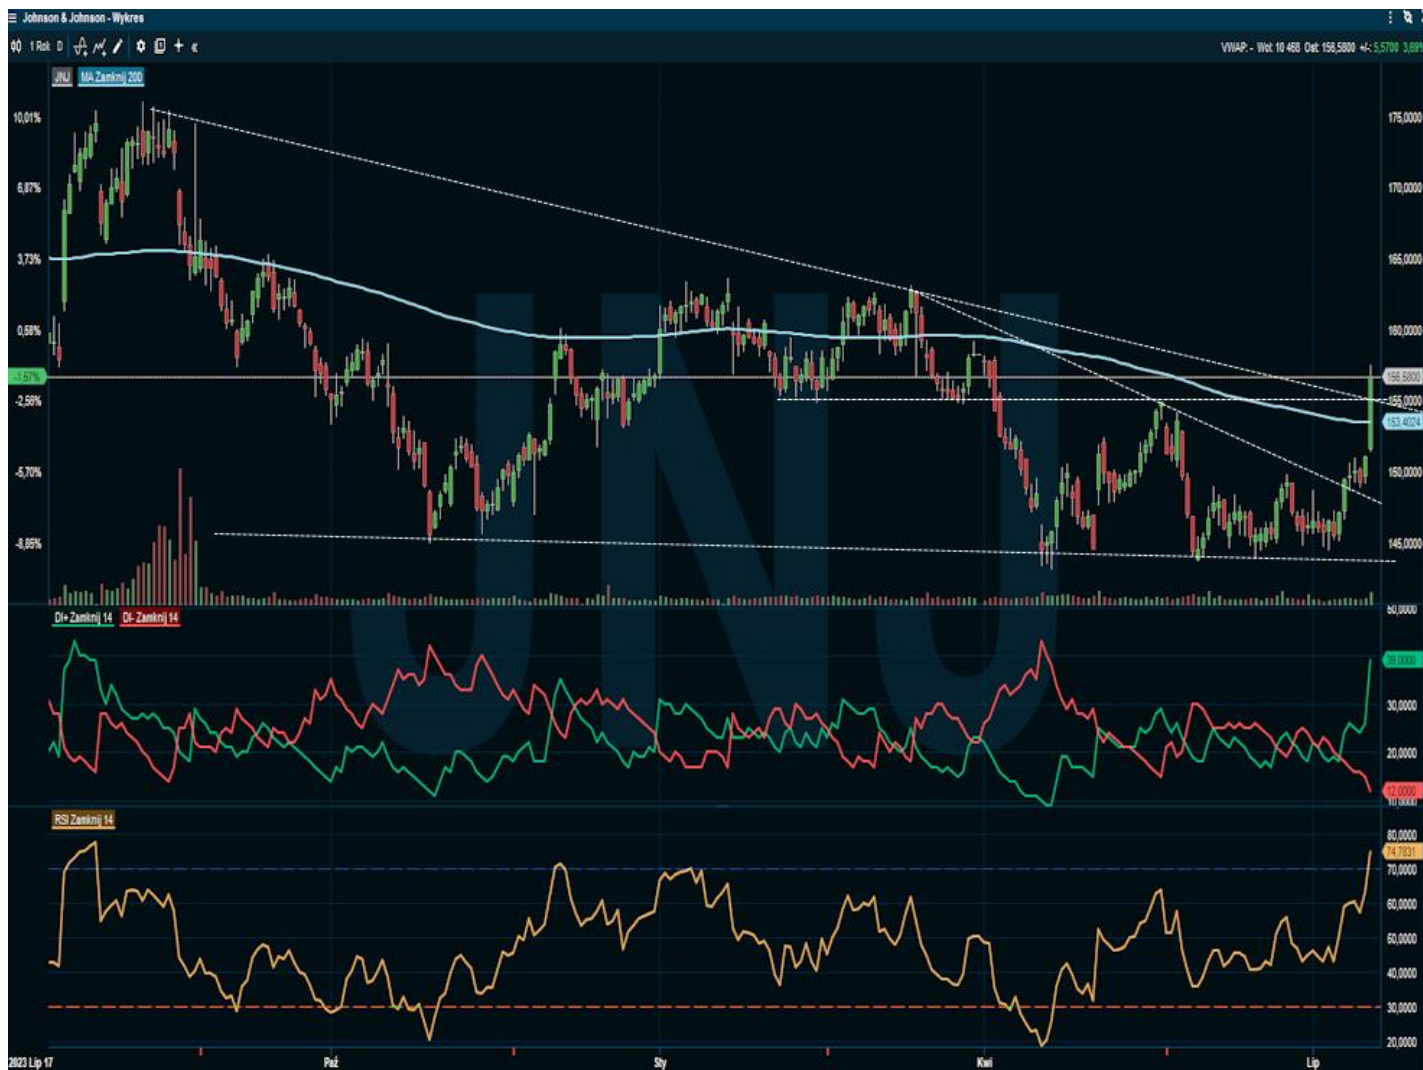 Johnson & Johnson - Wykres
1 Rok D
VWAP: - Wol: 10 468 Ost: 156,5800 +/-: 5,5700 3,69%
JNJ MA Zamknij 200
10,01% 175,0000
6,87% 170,0000
3,73% 165,0000
0,58% 160,0000
-1,57% 156,5800
-2,56% 155,0000
153,4024
-5,70% 150,0000
-8,85% 145,0000
JNJ
50,0000
DI+ Zamknij 14 DI- Zamknij 14
39,0000
30,0000
20,0000
12,0000
10,0000
RSI Zamknij 14
80,0000
74,7831
70,0000
60,0000
50,0000
40,0000
30,0000
20,0000
2023 Lip 17 Paź Sty Kwi Lip